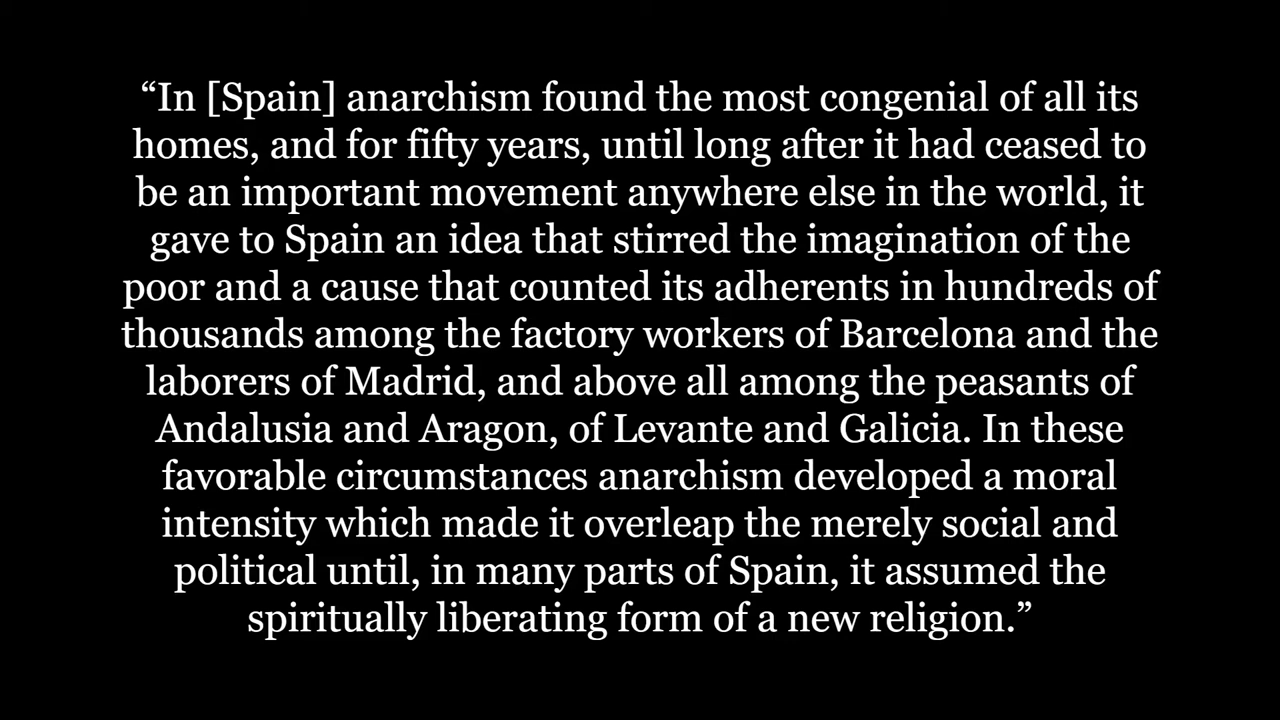 “In [Spain] anarchism found the most congenial of all its
homes, and for fifty years, until long after it had ceased to
be an important movement anywhere else in the world, it
gave to Spain an idea that stirred the imagination of the
poor and a cause that counted its adherents in hundreds of
thousands among the factory workers of Barcelona and the
laborers of Madrid, and above all among the peasants of
Andalusia and Aragon, of Levante and Galicia. In these
favorable circumstances anarchism developed a moral
intensity which made it overleap the merely social and
political until, in many parts of Spain, it assumed the
spiritually liberating form of a new religion.”